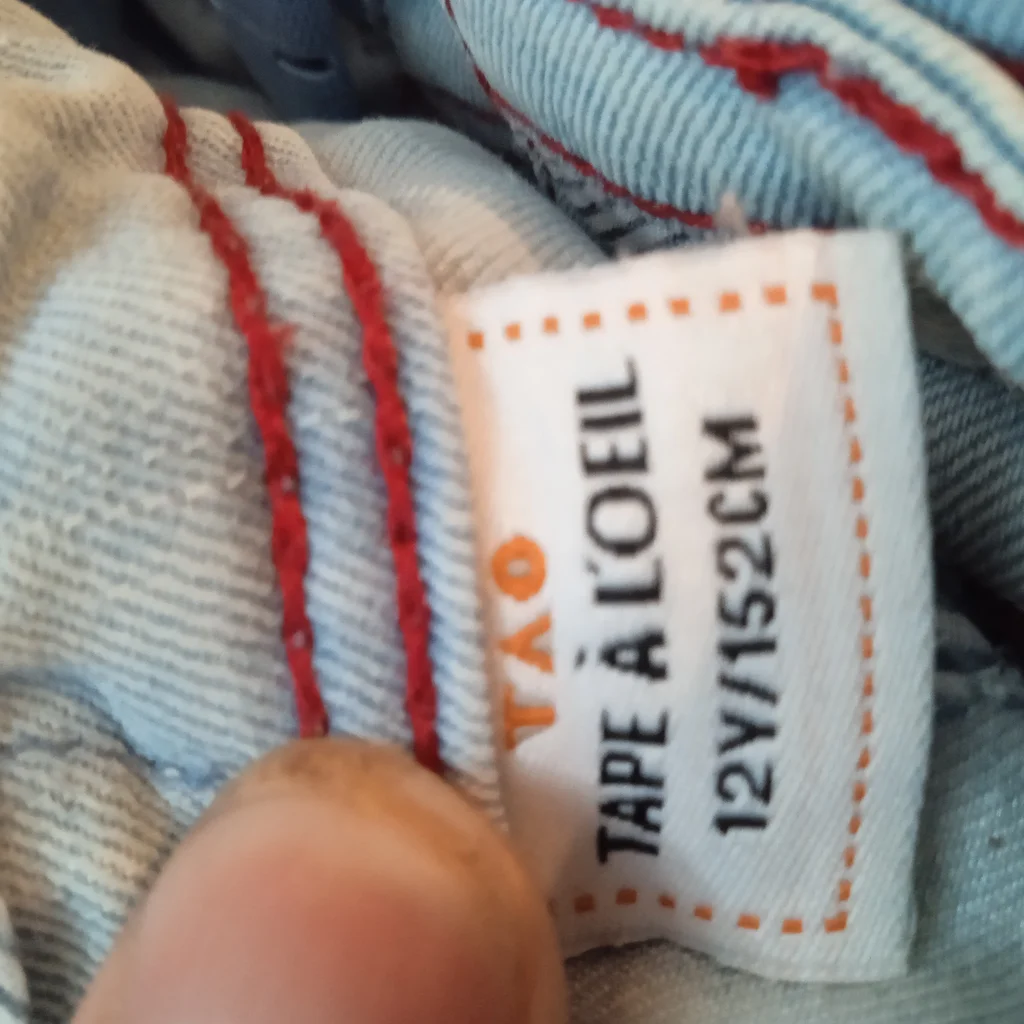 TAO
TAPE À L'OEIL
12Y/152CM